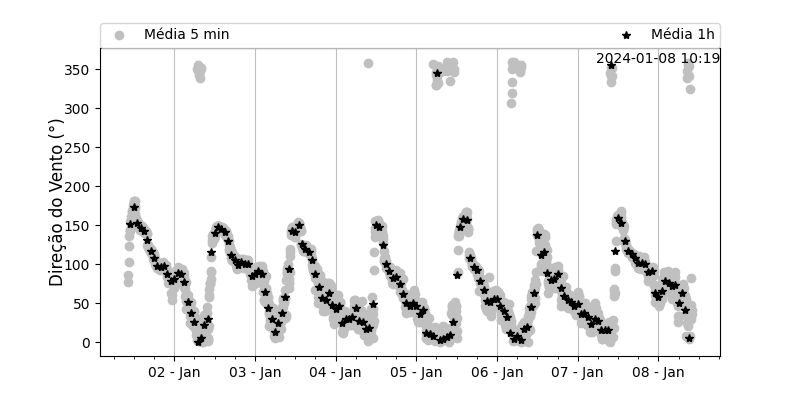 Média 5 min
Média 1h
2024-01-08 10:19
Direção do Vento (°)
350
300
250
200
150
100
50
0
02 - Jan
03 - Jan
04 - Jan
05 - Jan
06 - Jan
07 - Jan
08 - Jan